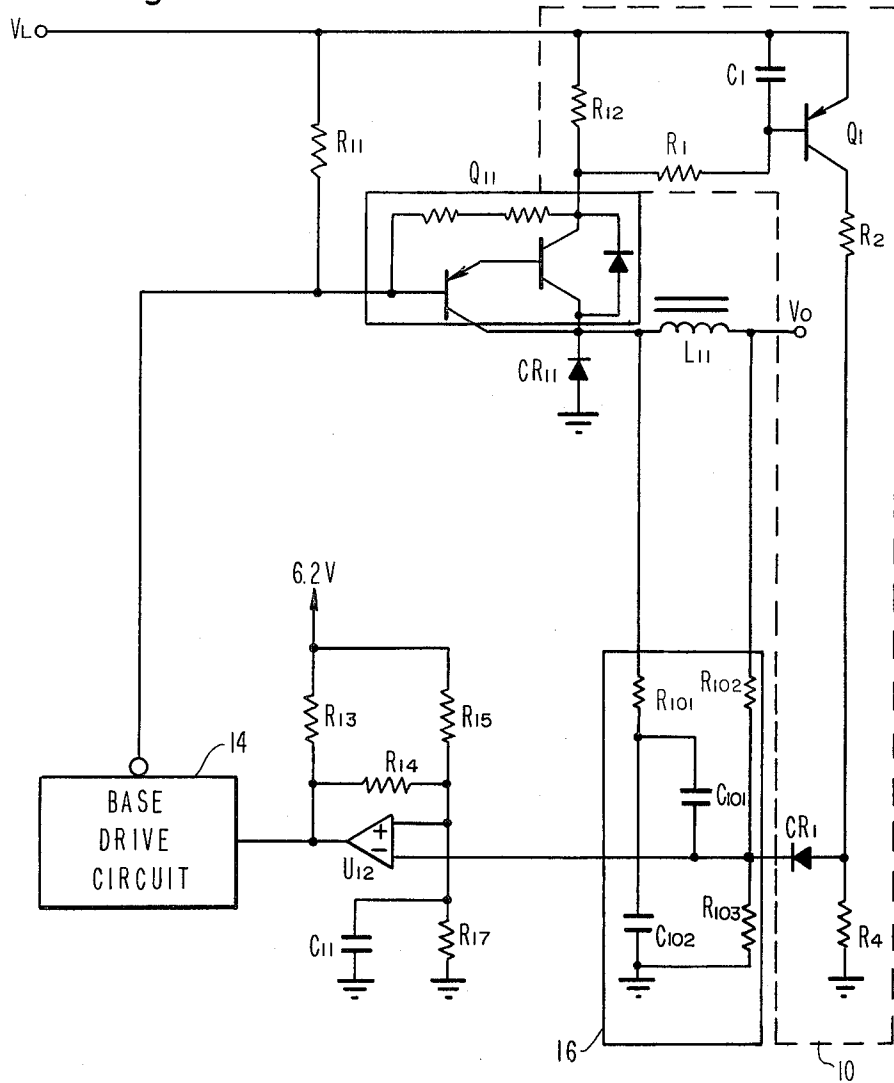 VL
C1
R12
R11
R1
Q1
Q11
R2
VO
L11
CR11
6.2V
R101
R102
R13
R15
14
R14
C101
BASE
DRIVE
CIRCUIT
+
−
U12
CR1
R103
C11
R17
C102
R4
16
10